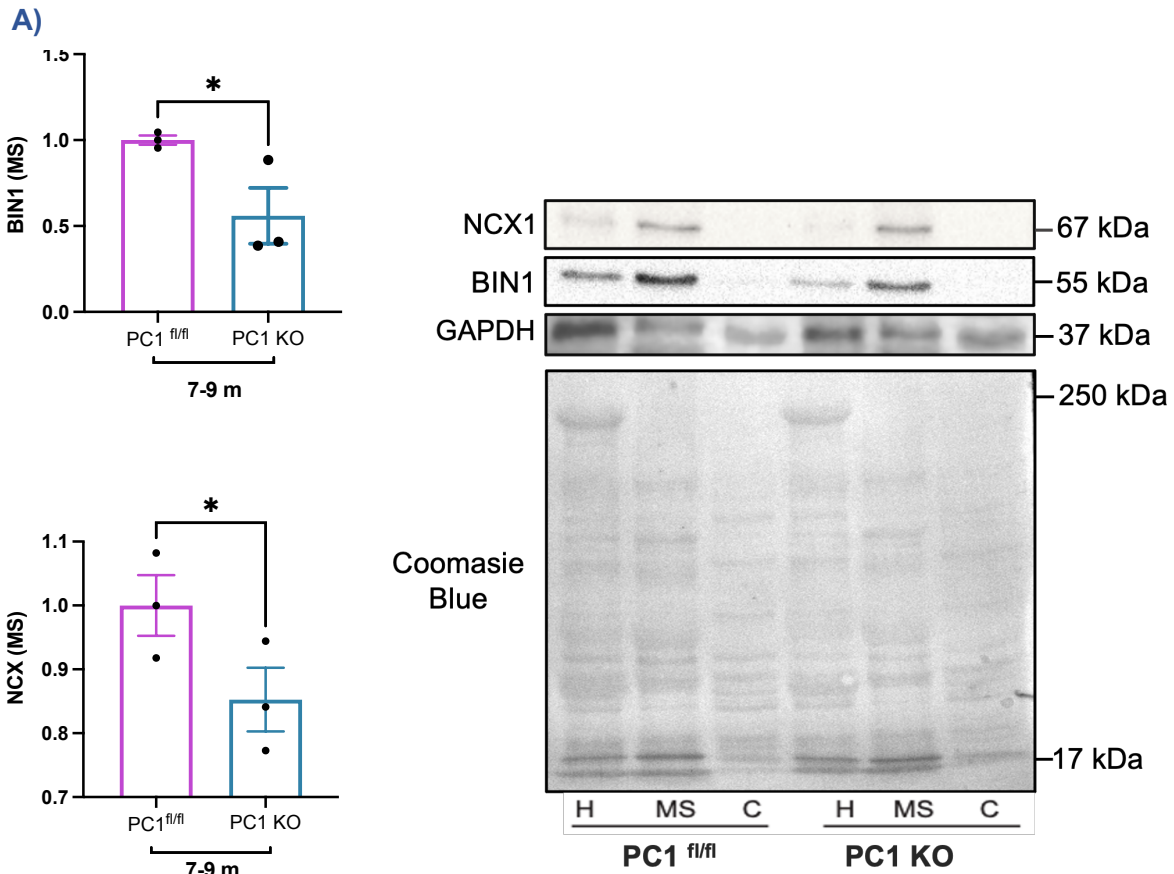 A)
1.5
1.0
0.5
0.0
BIN1 (MS)
*
PC1 fl/fl
PC1 KO
7-9 m
1.1
1.0
0.9
0.8
0.7
NCX (MS)
*
PC1fl/fl
PC1 KO
7-9 m
NCX1
67 kDa
BIN1
55 kDa
GAPDH
37 kDa
250 kDa
Coomasie
Blue
17 kDa
H MS C H MS C
PC1 fl/fl PC1 KO